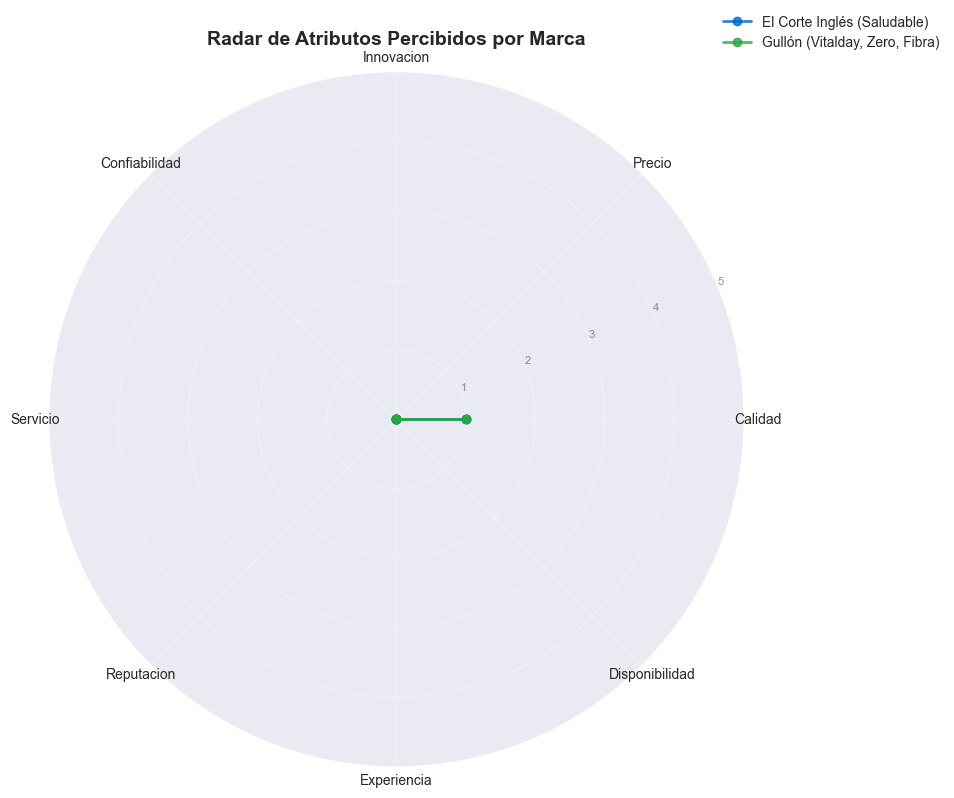 El Corte Inglés (Saludable)
Gullón (Vitalday, Zero, Fibra)
Radar de Atributos Percibidos por Marca
Innovacion
Confiabilidad
Precio
5
4
3
2
1
Servicio
Calidad
Reputacion
Disponibilidad
Experiencia